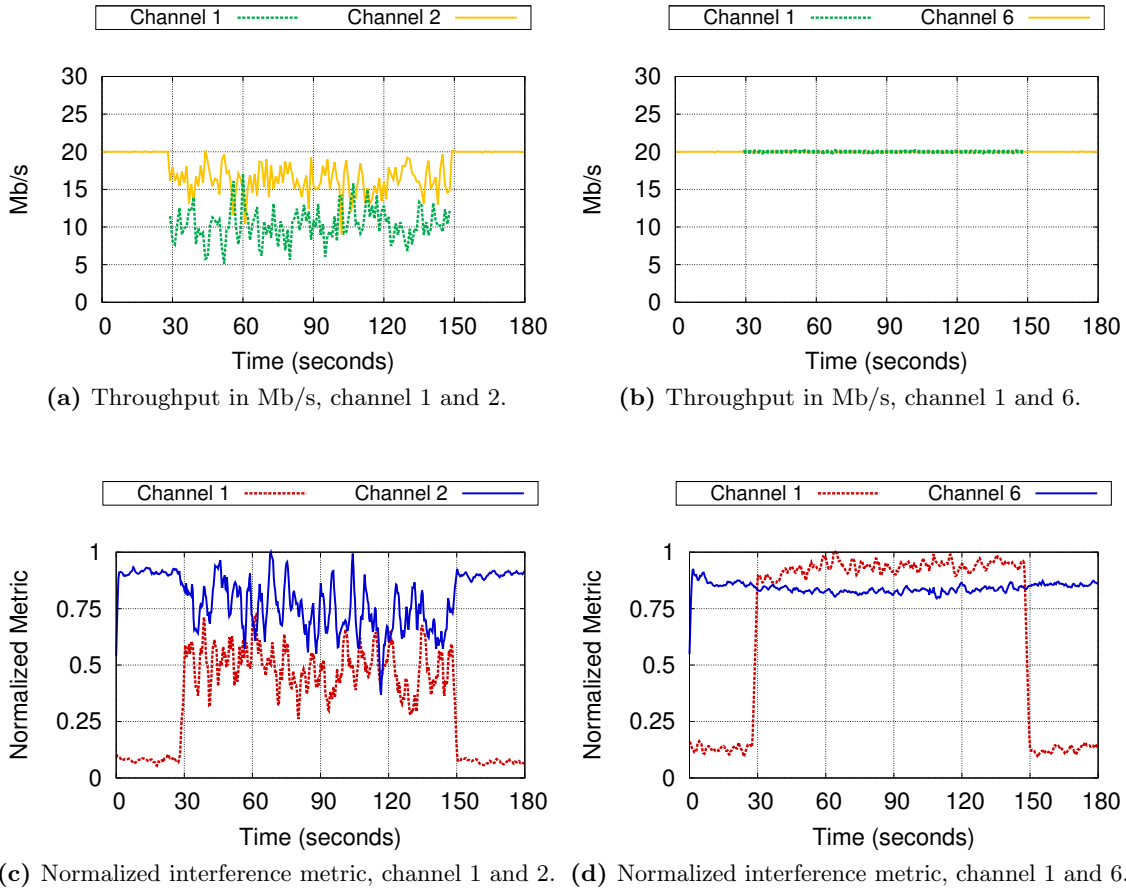 Channel 1 Channel 2
Channel 1 Channel 6
30
25
20
15
10
5
0
Mb/s
0 30 60 90 120 150 180
Time (seconds)
(a) Throughput in Mb/s, channel 1 and 2.
30
25
20
15
10
5
0
Mb/s
0 30 60 90 120 150 180
Time (seconds)
(b) Throughput in Mb/s, channel 1 and 6.
Channel 1 Channel 2
Channel 1 Channel 6
1
0.75
0.5
0.25
0
Normalized Metric
0 30 60 90 120 150 180
Time (seconds)
(c) Normalized interference metric, channel 1 and 2.
1
0.75
0.5
0.25
0
Normalized Metric
0 30 60 90 120 150 180
Time (seconds)
(d) Normalized interference metric, channel 1 and 6.